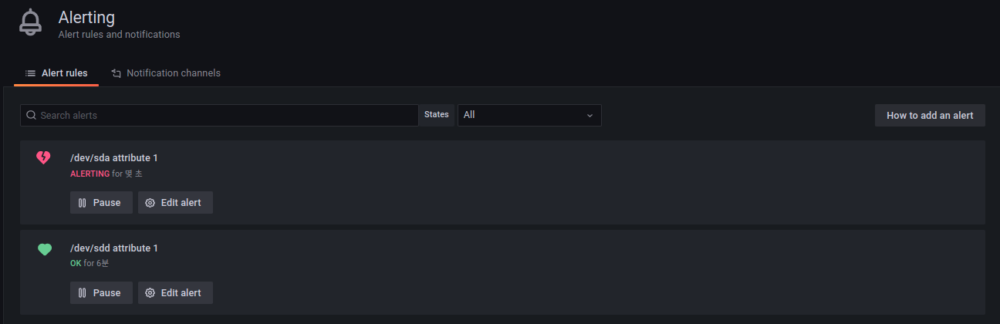 Alerting
Alert rules and notifications
Alert rules Notification channels
Search alerts States All How to add an alert
/dev/sda attribute 1
ALERTING for 몇 초
Pause Edit alert
/dev/sdd attribute 1
OK for 6분
Pause Edit alert